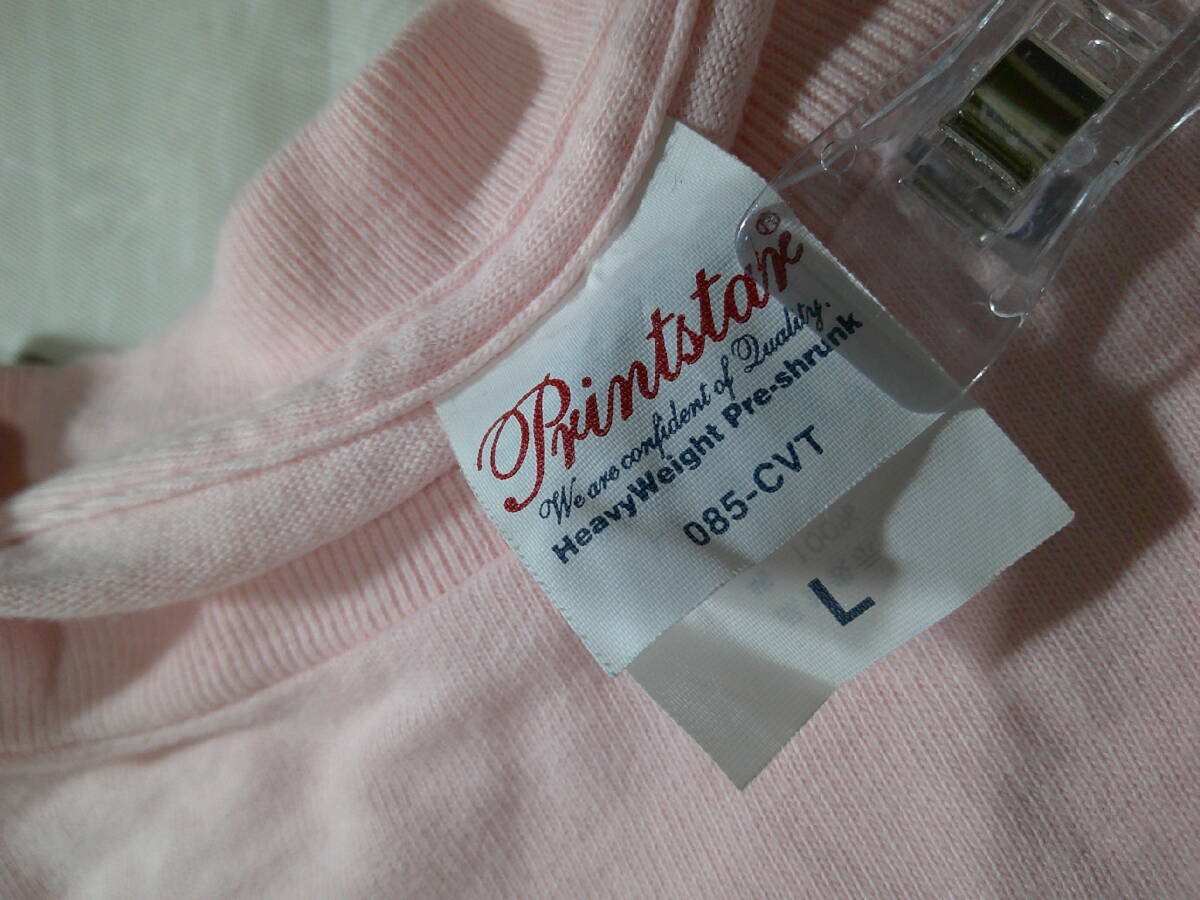 Printstar®
We are confident of Quality.
HeavyWeight Pre-shrunk
085-CVT
L